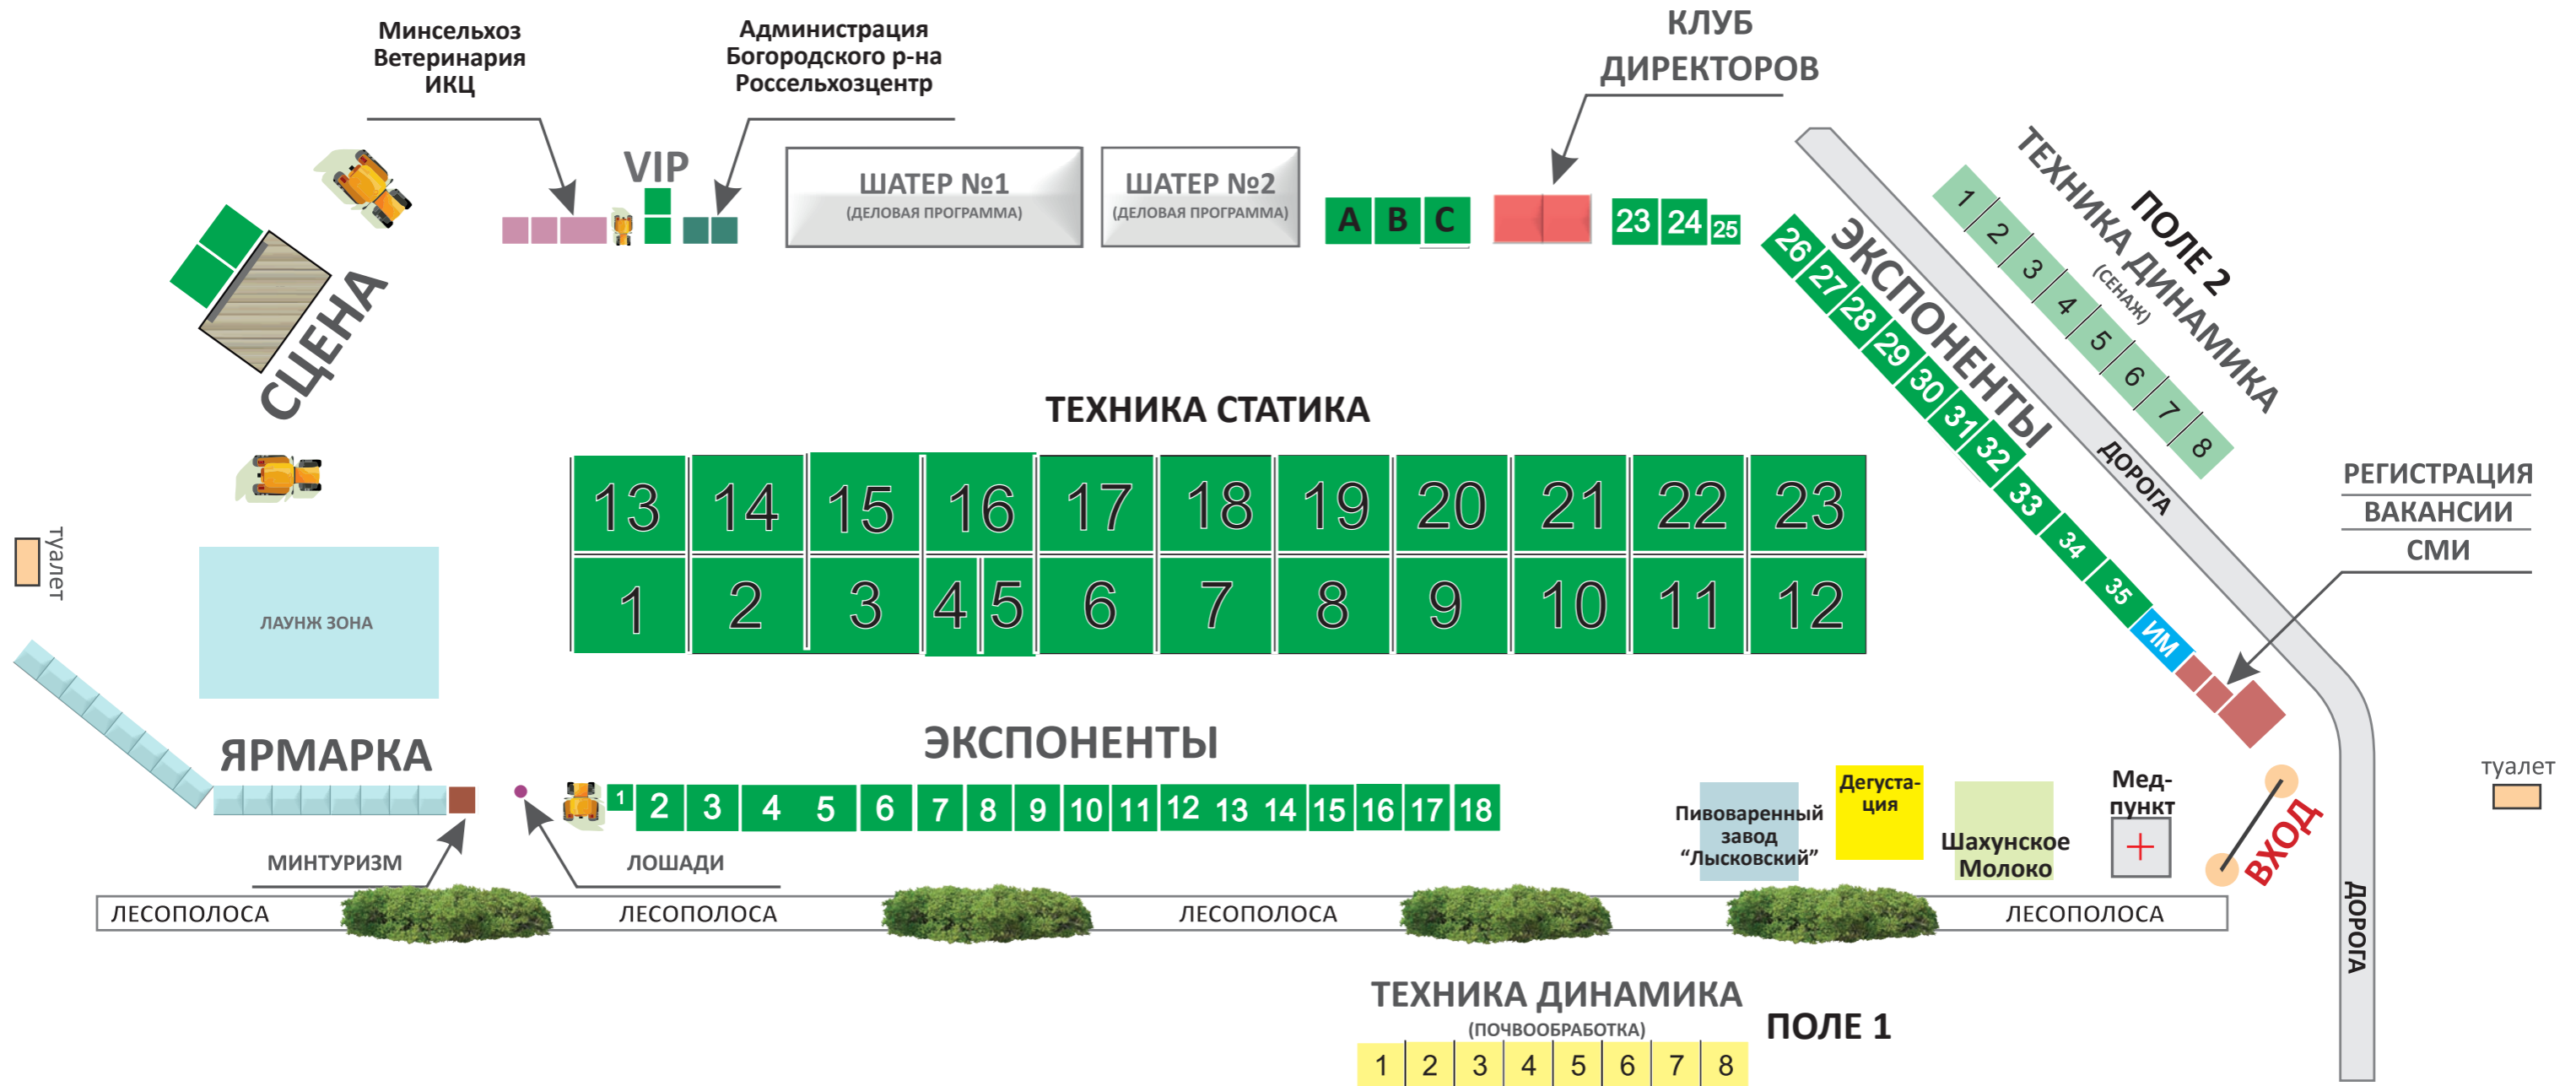 Минсельхоз
Ветеринария
ИКЦ
Администрация
Богородского р-на
Россельхозцентр
КЛУБ
ДИРЕКТОРОВ
VIP
ШАТЕР №1
(ДЕЛОВАЯ ПРОГРАММА)
ШАТЕР №2
(ДЕЛОВАЯ ПРОГРАММА)
A B C
23 24 25
26 27 28 29 30 31 32 33 34 35 ИМ
ЭКСПОНЕНТЫ
ДОРОГА
1 2 3 4 5 6 7 8
ПОЛЕ 2
ТЕХНИКА ДИНАМИКА
(СЕНАЖ)
СЦЕНА
ТЕХНИКА СТАТИКА
13 14 15 16 17 18 19 20 21 22 23
1 2 3 4 5 6 7 8 9 10 11 12
РЕГИСТРАЦИЯ
ВАКАНСИИ
СМИ
туалет
ЛАУНЖ ЗОНА
ЯРМАРКА
ЭКСПОНЕНТЫ
1 2 3 4 5 6 7 8 9 10 11 12 13 14 15 16 17 18
МИНТУРИЗМ
ЛОШАДИ
Пивоваренный
завод
“Лысковский”
Дегуста-
ция
Шахунское
Молоко
Мед-
пункт
ВХОД
туалет
ЛЕСОПОЛОСА ЛЕСОПОЛОСА ЛЕСОПОЛОСА ЛЕСОПОЛОСА
ДОРОГА
ТЕХНИКА ДИНАМИКА
(ПОЧВООБРАБОТКА)
ПОЛЕ 1
1 2 3 4 5 6 7 8